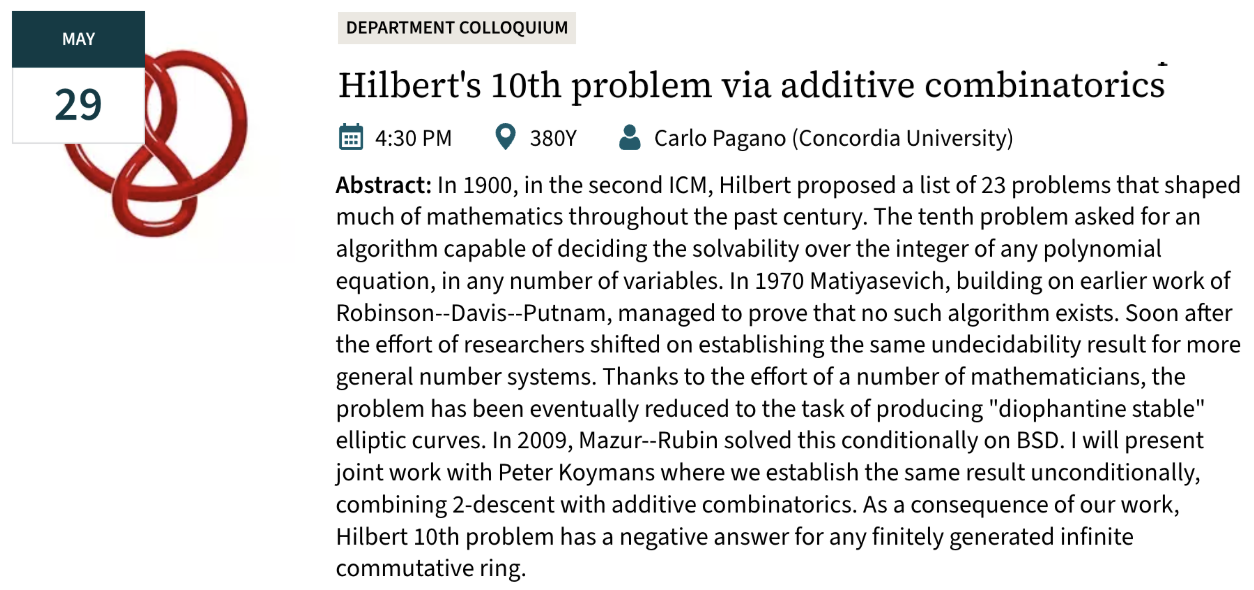 MAY
29
DEPARTMENT COLLOQUIUM
Hilbert's 10th problem via additive combinatorics
4:30 PM 380Y Carlo Pagano (Concordia University)
Abstract: In 1900, in the second ICM, Hilbert proposed a list of 23 problems that shaped
much of mathematics throughout the past century. The tenth problem asked for an
algorithm capable of deciding the solvability over the integer of any polynomial
equation, in any number of variables. In 1970 Matiyasevich, building on earlier work of
Robinson--Davis--Putnam, managed to prove that no such algorithm exists. Soon after
the effort of researchers shifted on establishing the same undecidability result for more
general number systems. Thanks to the effort of a number of mathematicians, the
problem has been eventually reduced to the task of producing "diophantine stable"
elliptic curves. In 2009, Mazur--Rubin solved this conditionally on BSD. I will present
joint work with Peter Koymans where we establish the same result unconditionally,
combining 2-descent with additive combinatorics. As a consequence of our work,
Hilbert 10th problem has a negative answer for any finitely generated infinite
commutative ring.